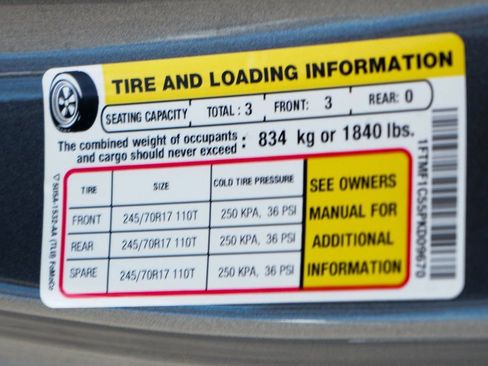 TIRE AND LOADING INFORMATION
SEATING CAPACITY TOTAL : 3 FRONT: 3 REAR: 0
The combined weight of occupants
and cargo should never exceed : 834 kg or 1840 lbs.
TIRE SIZE COLD TIRE PRESSURE
FRONT 245/70R17 110T 250 KPA, 36 PSI
REAR 245/70R17 110T 250 KPA, 36 PSI
SPARE 245/70R17 110T 250 KPA, 36 PSI
SEE OWNERS
MANUAL FOR
ADDITIONAL
INFORMATION